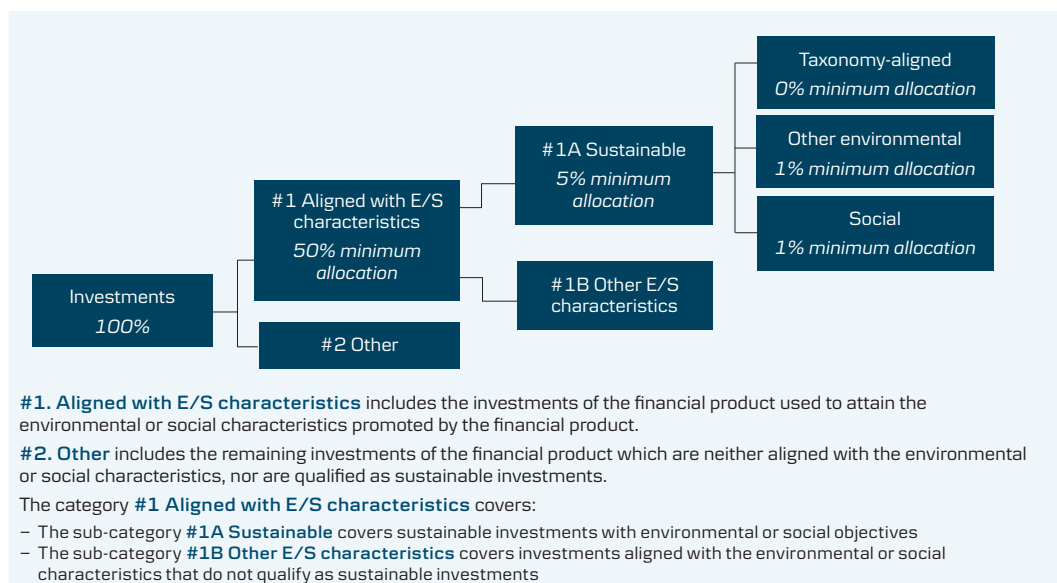 Taxonomy-aligned
0% minimum allocation
Other environmental
1% minimum allocation
Social
1% minimum allocation
#1A Sustainable
5% minimum
allocation
#1B Other E/S
characteristics
#1 Aligned with E/S
characteristics
50% minimum
allocation
#2 Other
Investments
100%
#1. Aligned with E/S characteristics includes the investments of the financial product used to attain the
environmental or social characteristics promoted by the financial product.
#2. Other includes the remaining investments of the financial product which are neither aligned with the environmental
or social characteristics, nor are qualified as sustainable investments.
The category #1 Aligned with E/S characteristics covers:
– The sub-category #1A Sustainable covers sustainable investments with environmental or social objectives
– The sub-category #1B Other E/S characteristics covers investments aligned with the environmental or social
characteristics that do not qualify as sustainable investments